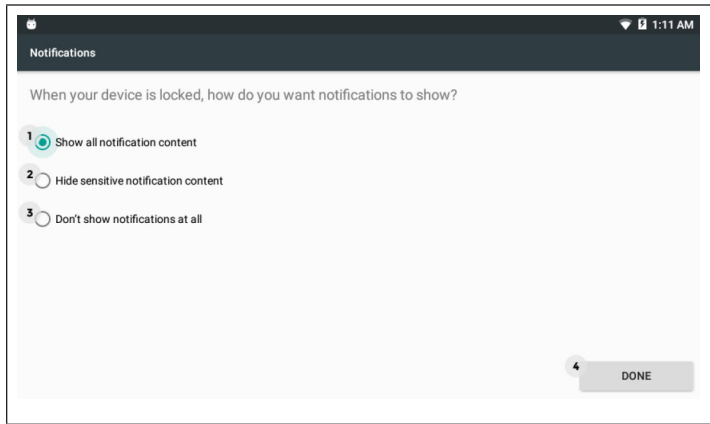 1:11 AM
Notifications
When your device is locked, how do you want notifications to show?
1 Show all notification content
2 Hide sensitive notification content
3 Don't show notifications at all
4 DONE